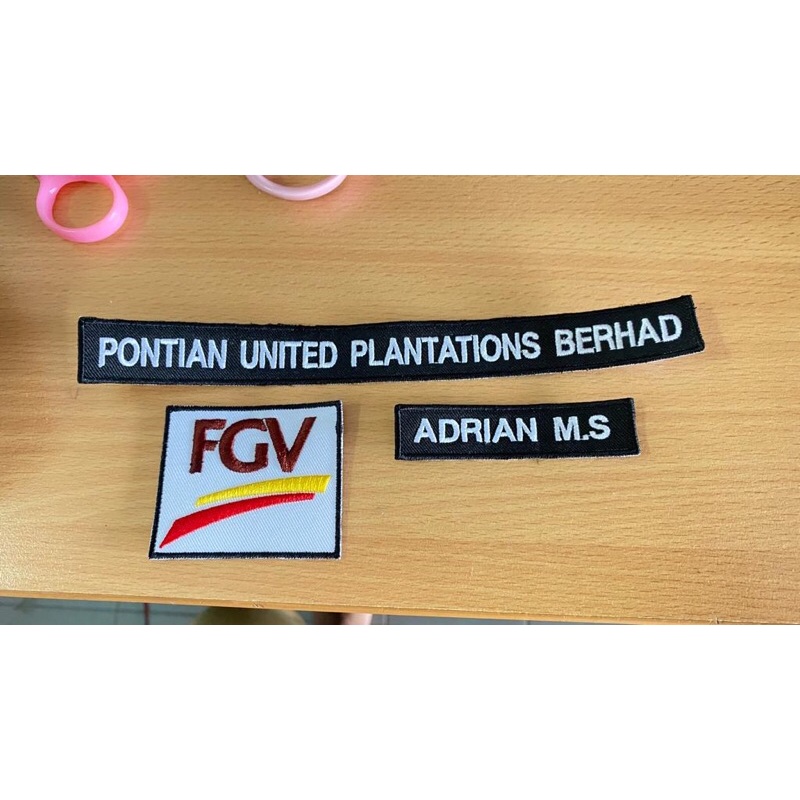 PONTIAN UNITED PLANTATIONS BERHAD
FGV
ADRIAN M.S